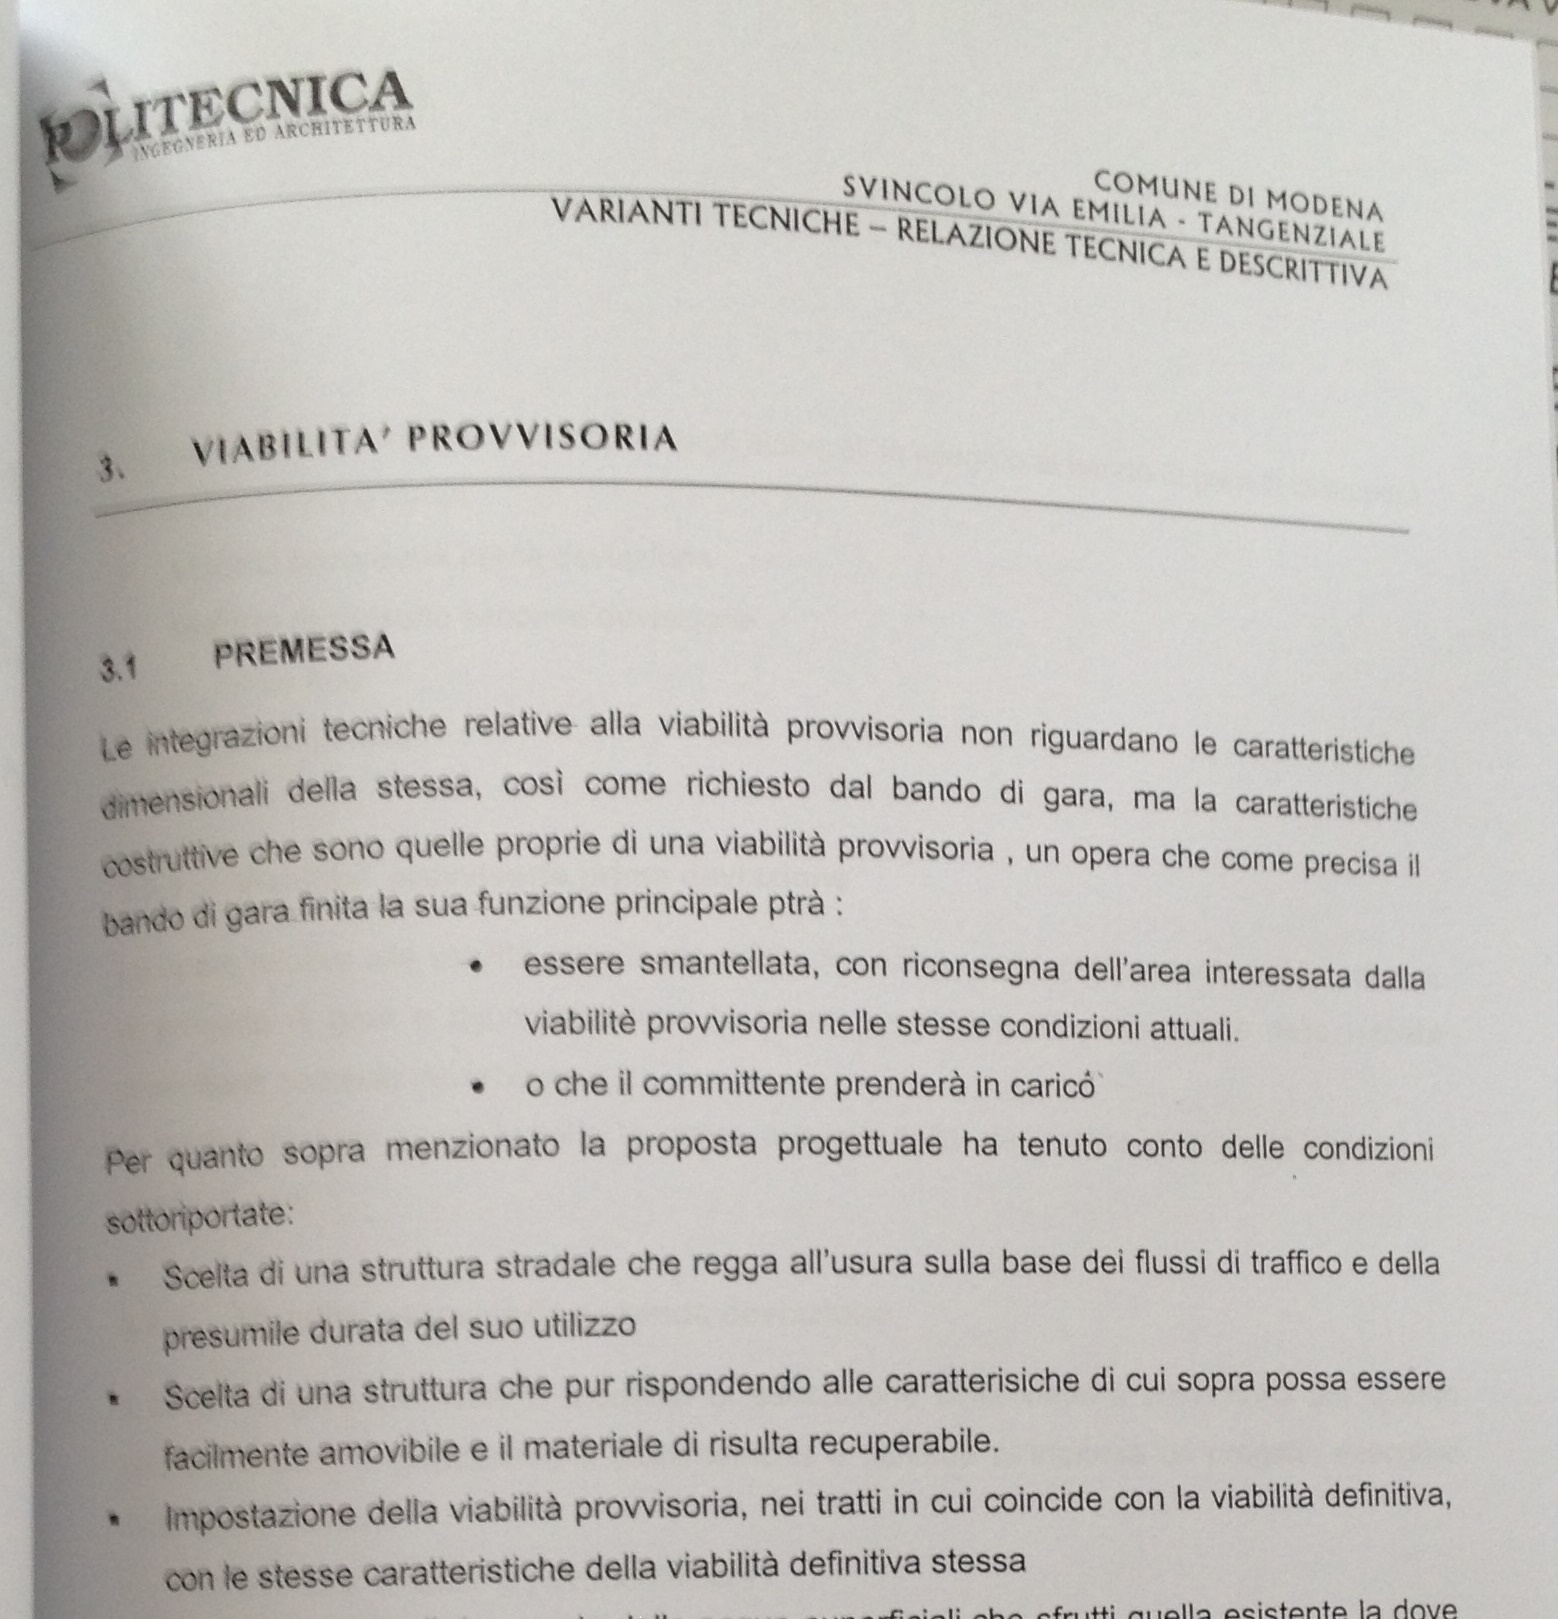 POLITECNICA
INGEGNERIA ED ARCHITETTURA
COMUNE DI MODENA
SVINCOLO VIA EMILIA - TANGENZIALE
VARIANTI TECNICHE – RELAZIONE TECNICA E DESCRITTIVA
3. VIABILITA' PROVVISORIA
3.1 PREMESSA
Le integrazioni tecniche relative alla viabilità provvisoria non riguardano le caratteristiche
dimensionali della stessa, così come richiesto dal bando di gara, ma la caratteristiche
costruttive che sono quelle proprie di una viabilità provvisoria , un opera che come precisa il
bando di gara finita la sua funzione principale ptrà :
• essere smantellata, con riconsegna dell'area interessata dalla
viabilitè provvisoria nelle stesse condizioni attuali.
• o che il committente prenderà in carico
Per quanto sopra menzionato la proposta progettuale ha tenuto conto delle condizioni
sottoriportate:
▪ Scelta di una struttura stradale che regga all'usura sulla base dei flussi di traffico e della
presumile durata del suo utilizzo
▪ Scelta di una struttura che pur rispondendo alle caratterisiche di cui sopra possa essere
facilmente amovibile e il materiale di risulta recuperabile.
▪ Impostazione della viabilità provvisoria, nei tratti in cui coincide con la viabilità definitiva,
con le stesse caratteristiche della viabilità definitiva stessa
che sfrutti quella esistente la dove